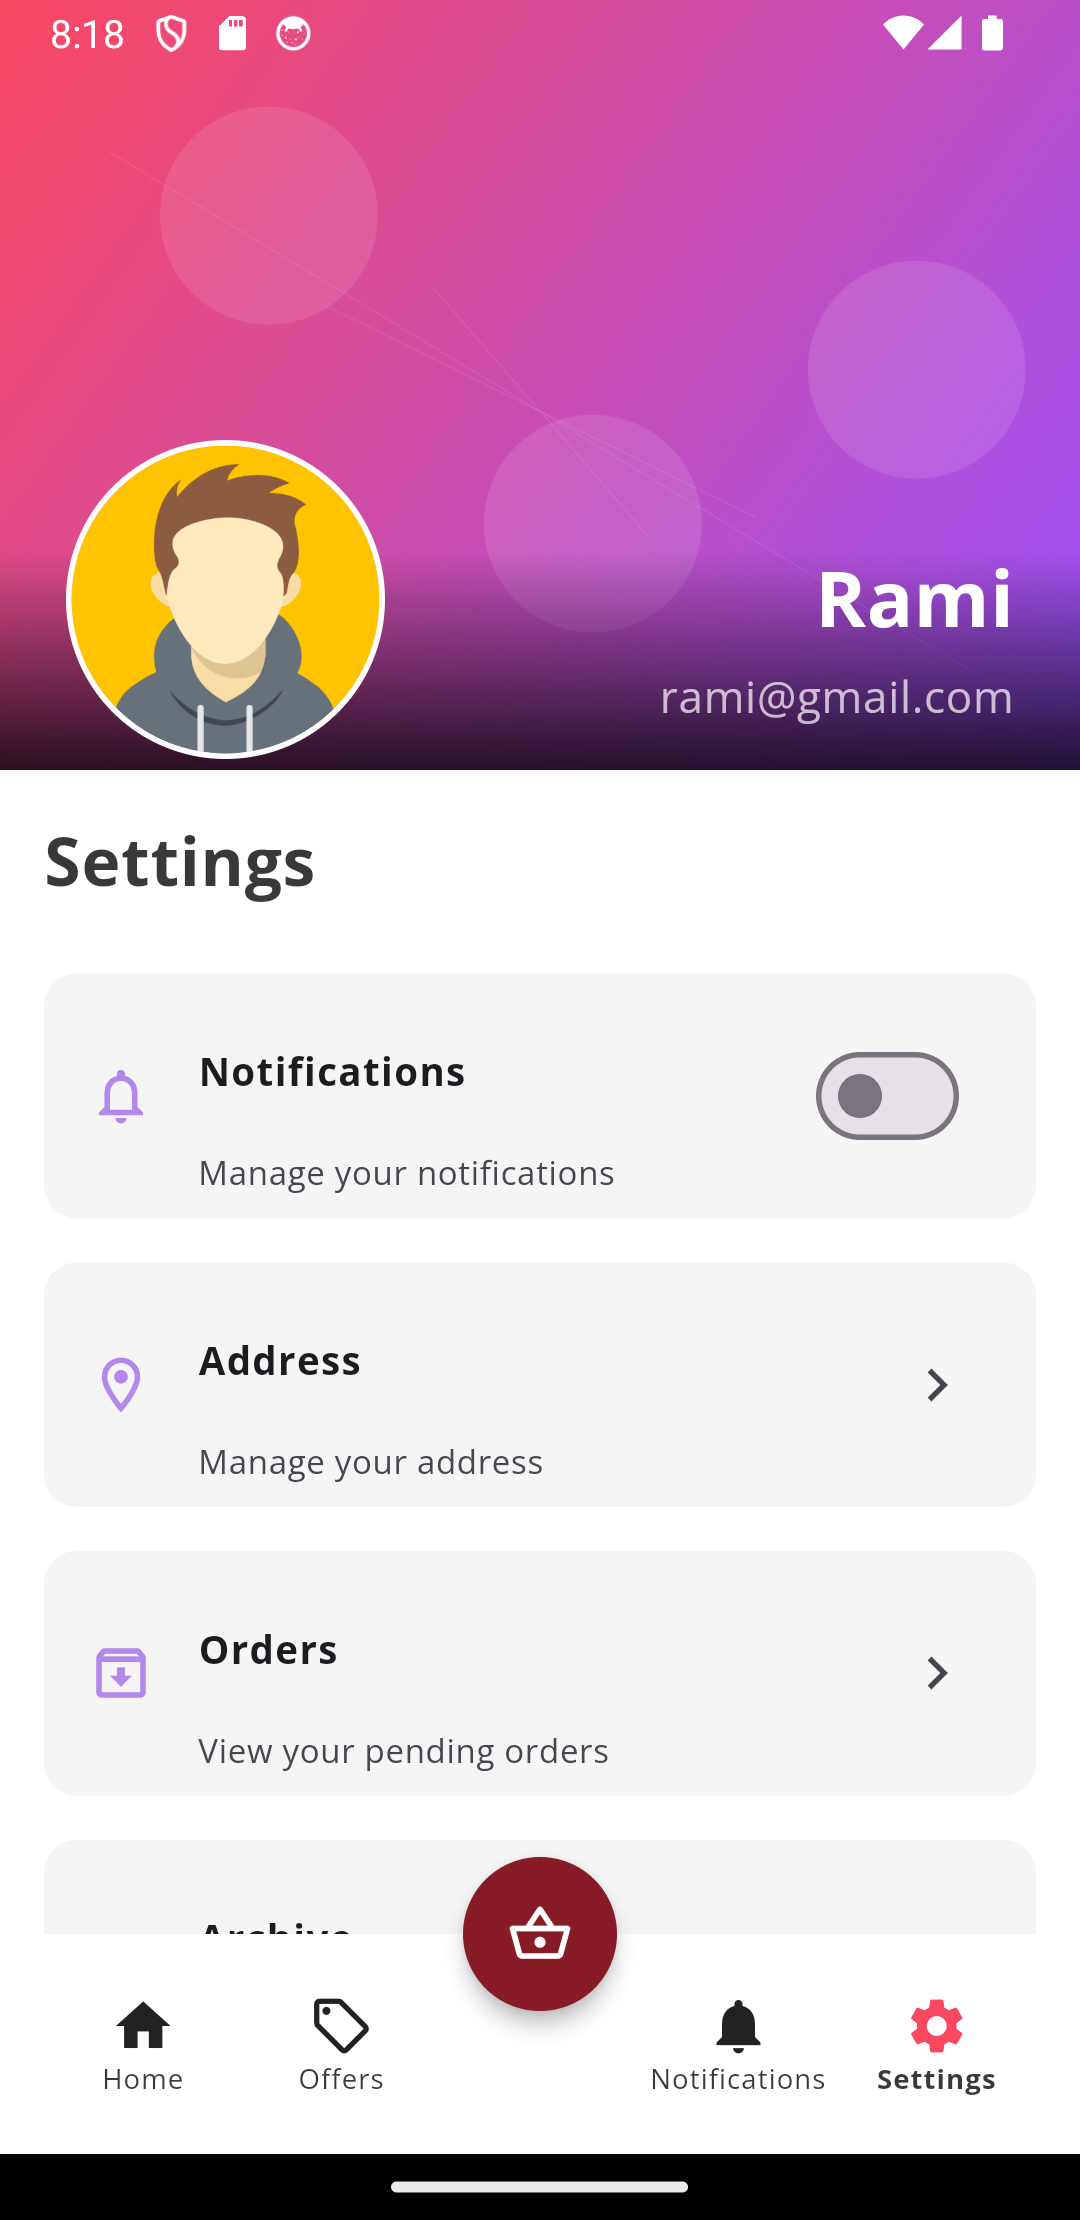 8:18
Rami
rami@gmail.com
Settings
Notifications
Manage your notifications
Address
Manage your address
Orders
View your pending orders
Archive
Home
Offers
Notifications
Settings